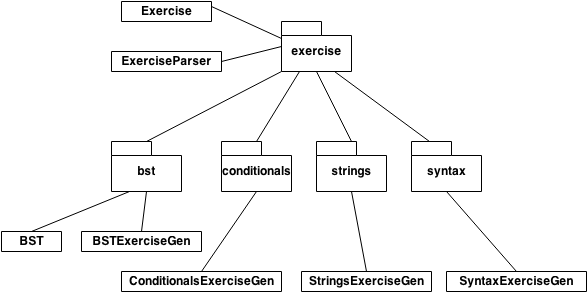 Exercise
ExerciseParser
exercise
bst
conditionals
strings
syntax
BST
BSTExerciseGen
ConditionalsExerciseGen
StringsExerciseGen
SyntaxExerciseGen